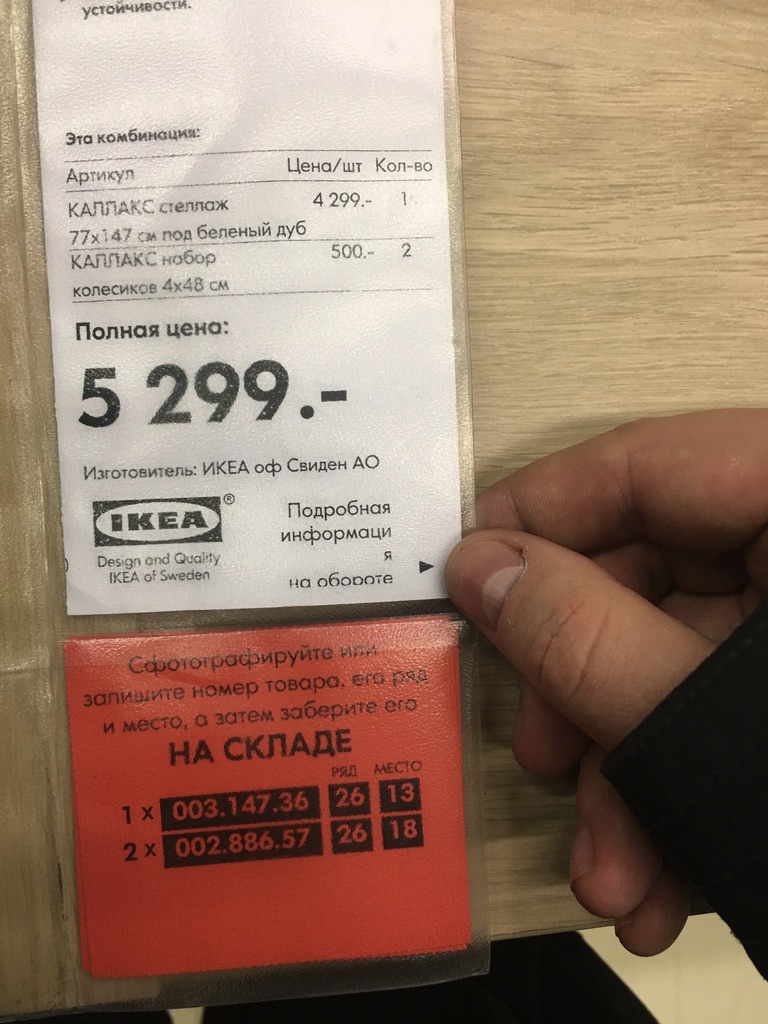 устойчивости.
Эта комбинация:
Артикул Цена/шт Кол-во
КАЛЛАКС стеллаж 4 299.- 1
77x147 см под беленый дуб
КАЛЛАКС набор 500.- 2
колесиков 4x48 см
Полная цена:
5 299.-
Изготовитель: ИКЕА оф Свиден АО
IKEA ®
Design and Quality
IKEA of Sweden
Подробная
информаци
я
на обороте
Сфотографируйте или
запишите номер товара, его ряд
и место, а затем заберите его
НА СКЛАДЕ
РЯД МЕСТО
1 x 003.147.36 26 13
2 x 002.886.57 26 18